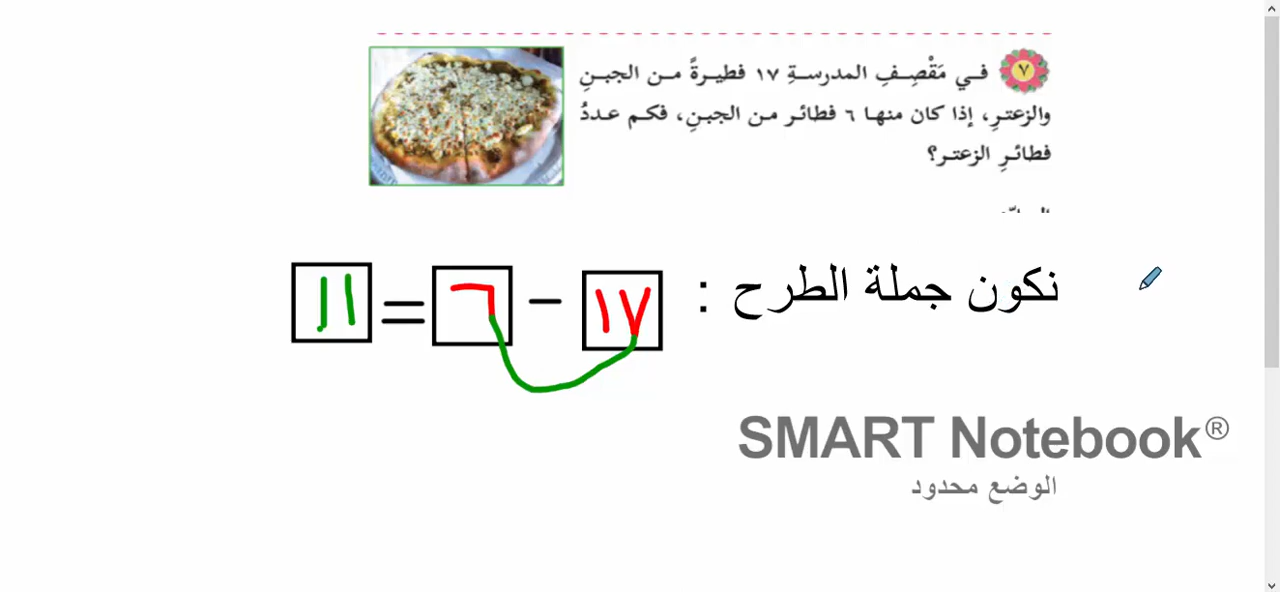 ٧ في مَقْصِفِ المدرسةِ ١٧ فطيرةً من الجبنِ
والزعترِ، إذا كان منها ٦ فطائر من الجبنِ، فكم عددُ
فطائرِ الزعتر؟
نكون جملة الطرح : ١٧ − ٦ = ١١
SMART Notebook®
الوضع محدود